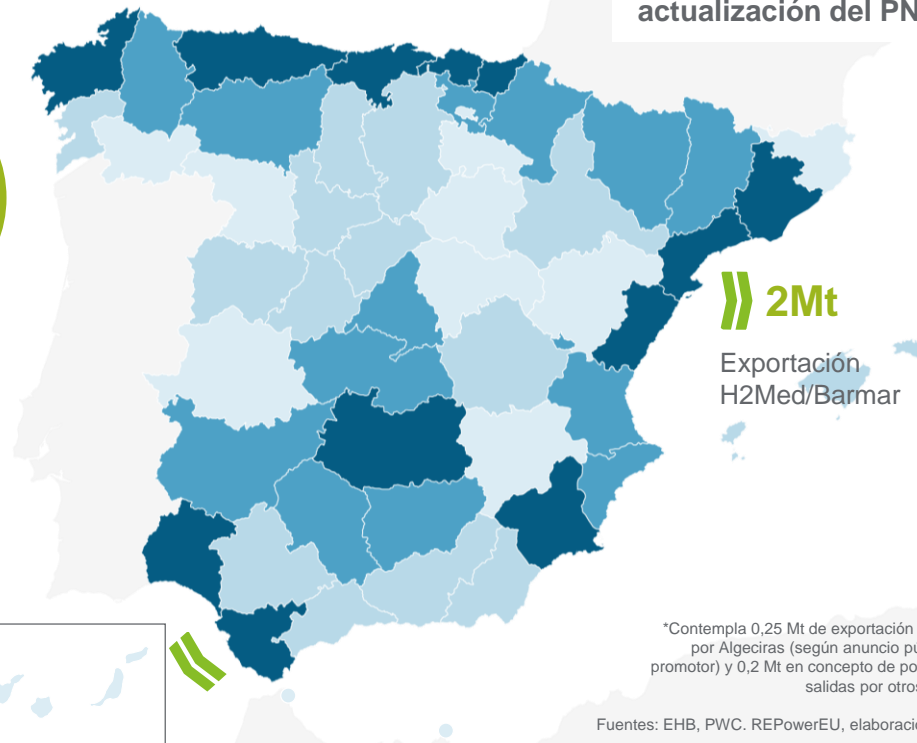 actualización del PN
2Mt
Exportación
H2Med/Barmar
*Contempla 0,25 Mt de exportación
por Algeciras (según anuncio pu
promotor) y 0,2 Mt en concepto de po
salidas por otros
Fuentes: EHB, PWC. REPowerEU, elaboraci